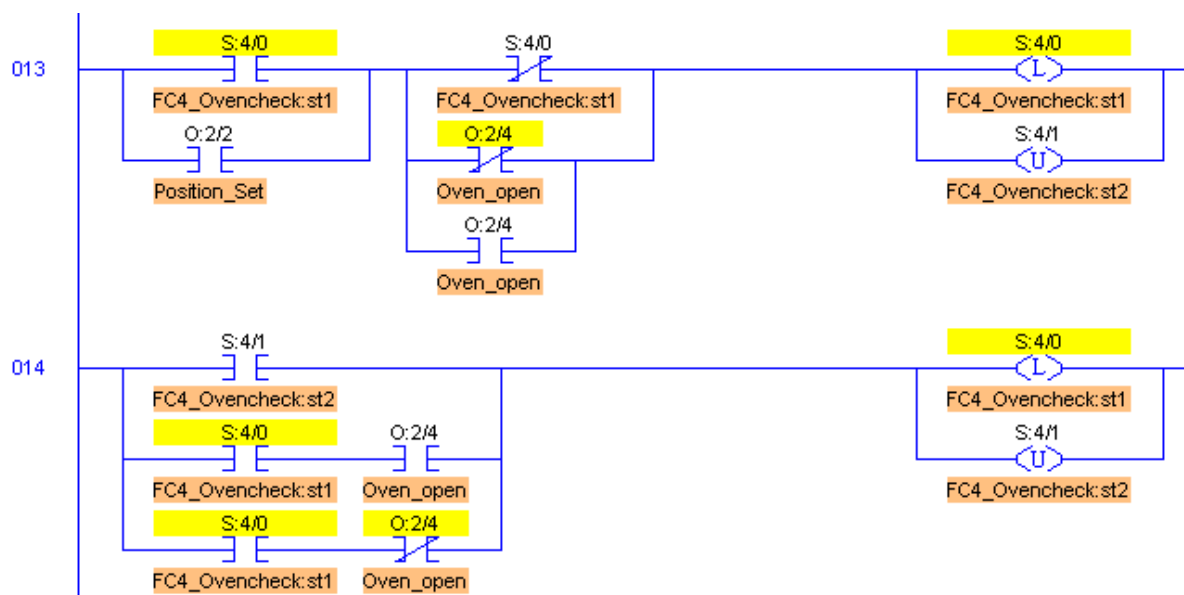 S:4/0 S:4/0 S:4/0
013 L
FC4_Ovencheck:st1 FC4_Ovencheck:st1 FC4_Ovencheck:st1
O:2/2 O:2/4 S:4/1
U
Position_Set Oven_open FC4_Ovencheck:st2
O:2/4
Oven_open
S:4/1 S:4/0
014 L
FC4_Ovencheck:st2 FC4_Ovencheck:st1
S:4/0 O:2/4 S:4/1
U
FC4_Ovencheck:st1 Oven_open FC4_Ovencheck:st2
S:4/0 O:2/4
FC4_Ovencheck:st1 Oven_open